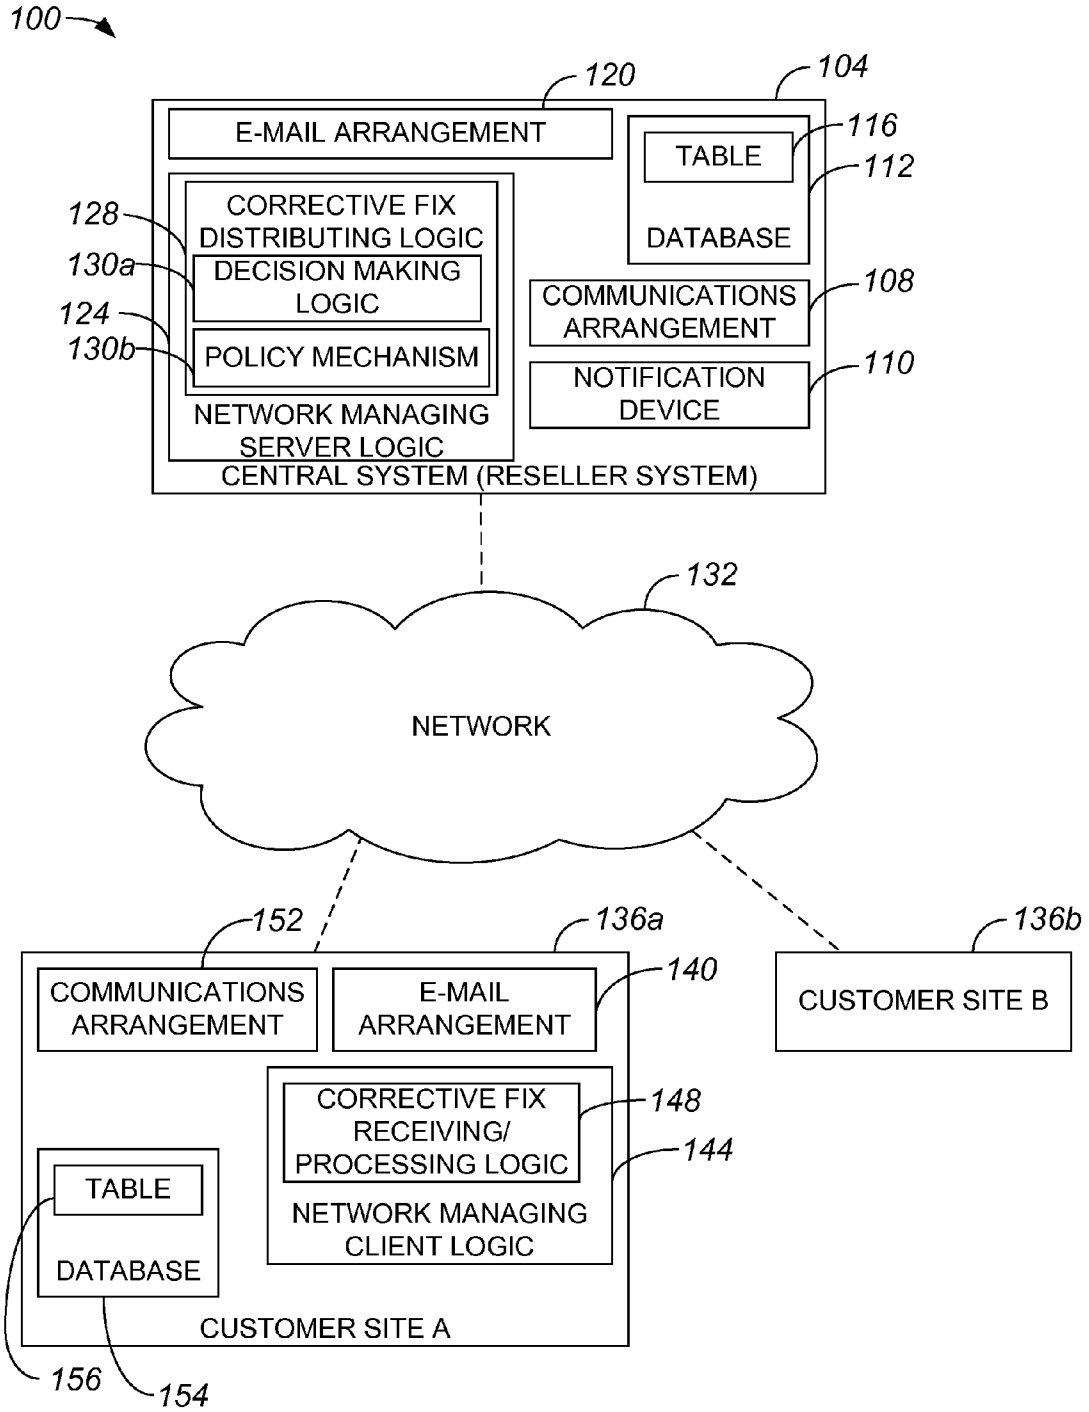 100
120
104
E-MAIL ARRANGEMENT
TABLE
116
112
DATABASE
128
CORRECTIVE FIX
DISTRIBUTING LOGIC
130a
DECISION MAKING
LOGIC
124
130b
POLICY MECHANISM
NETWORK MANAGING
SERVER LOGIC
COMMUNICATIONS
ARRANGEMENT
108
NOTIFICATION
DEVICE
110
CENTRAL SYSTEM (RESELLER SYSTEM)
132
NETWORK
152
136a
136b
COMMUNICATIONS
ARRANGEMENT
E-MAIL
ARRANGEMENT
140
CUSTOMER SITE B
CORRECTIVE FIX
RECEIVING/
PROCESSING LOGIC
148
144
NETWORK MANAGING
CLIENT LOGIC
TABLE
DATABASE
CUSTOMER SITE A
156
154